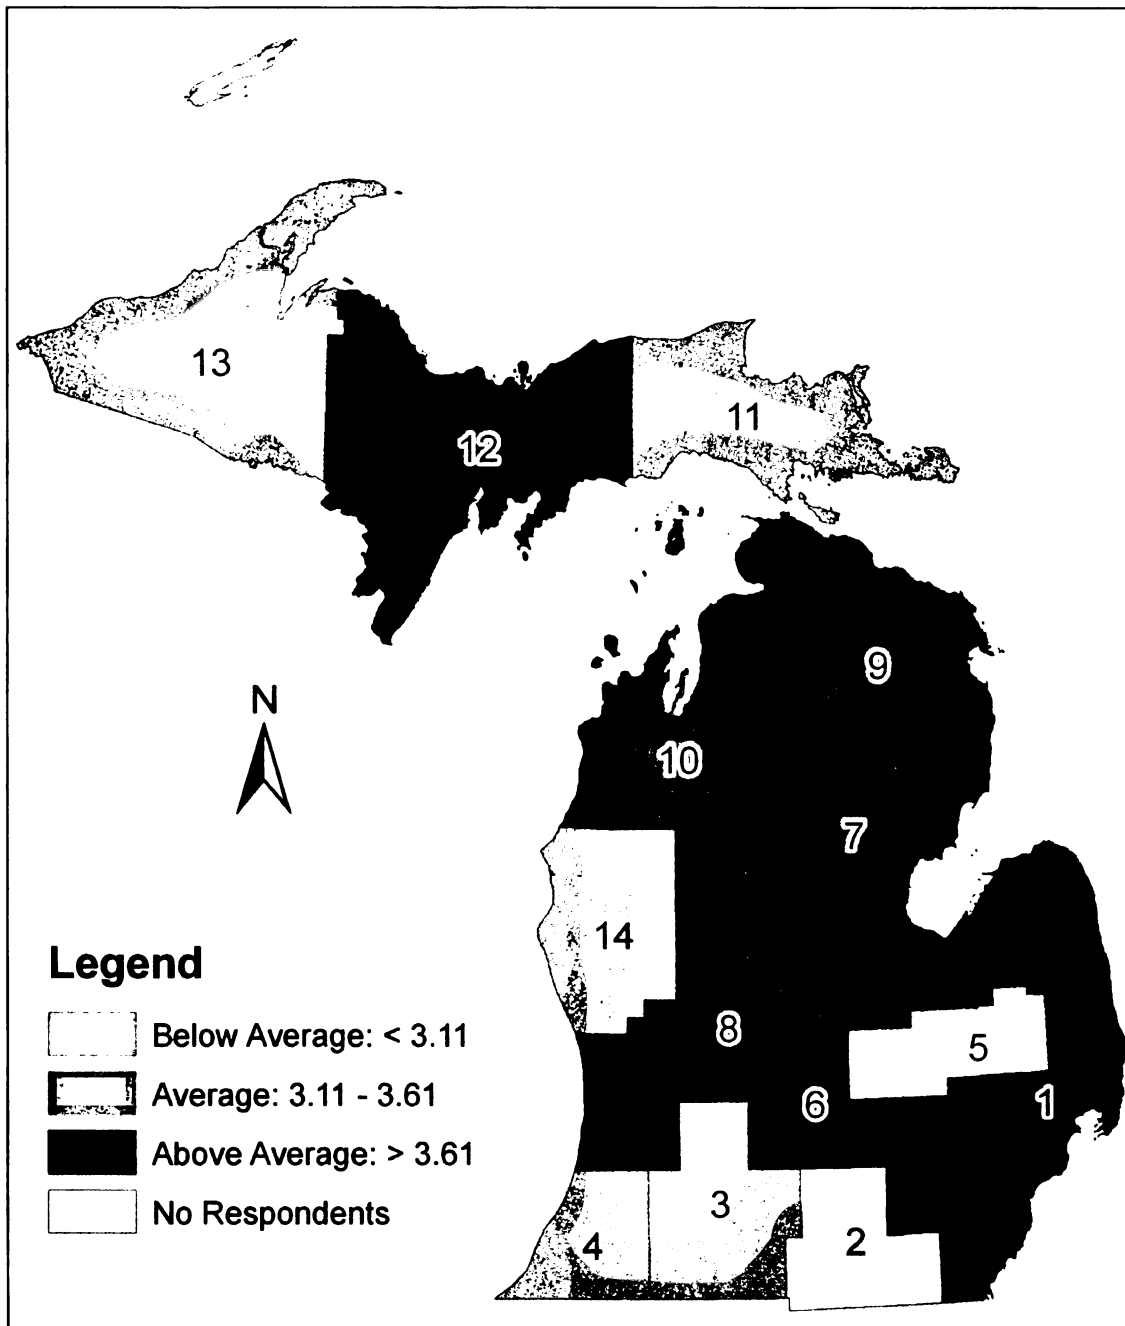 13
12
11
9
N
10
7
14
Legend
8
Below Average: < 3.11
5
Average: 3.11 - 3.61
6
1
Above Average: > 3.61
3
No Respondents
4
2